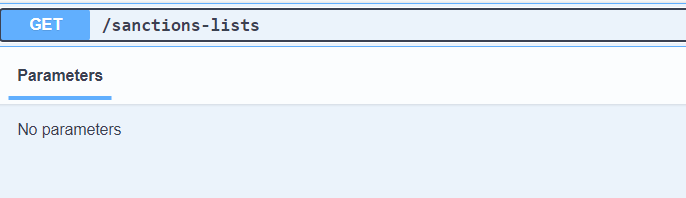 GET /sanctions-lists
Parameters
No parameters